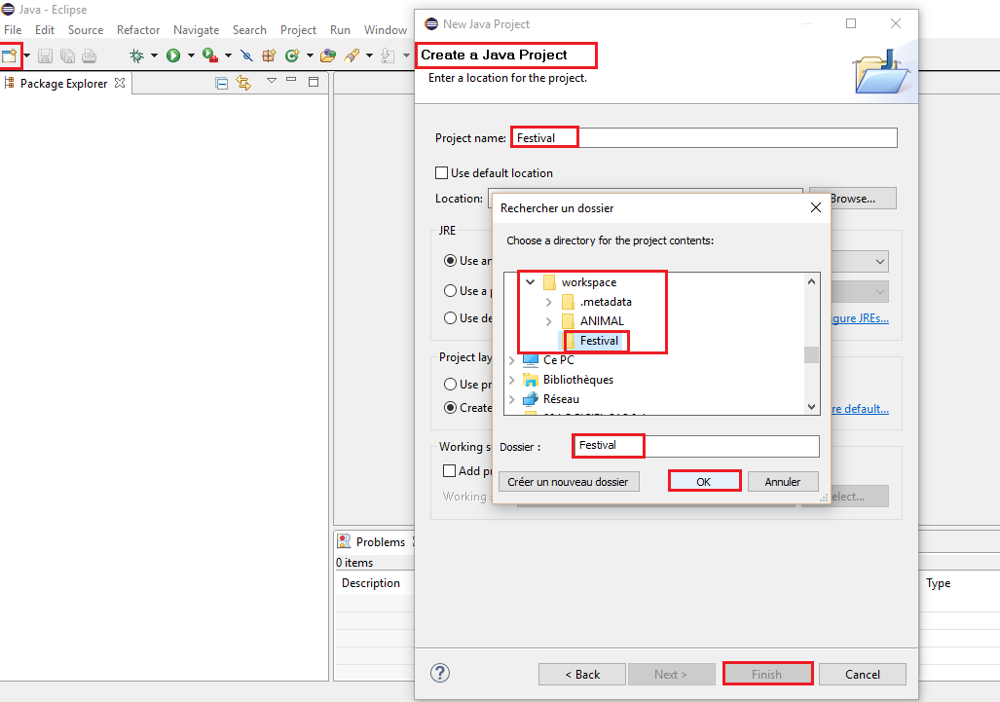 Java - Eclipse
File Edit Source Refactor Navigate Search Project Run Window
Package Explorer
New Java Project
Create a Java Project
Enter a location for the project.
Project name: Festival
Use default location
Location: Browse...
Rechercher un dossier
Choose a directory for the project contents:
JRE
Use an
Use a
Use de
gure JREs...
workspace
.metadata
ANIMAL
Festival
Ce PC
Bibliothèques
Réseau
Project lay
Use pr
Create
re default...
Working s
Dossier : Festival
Add pr
Créer un nouveau dossier OK Annuler
Working s
elect...
Problems
0 items
Description Type
< Back Next > Finish Cancel